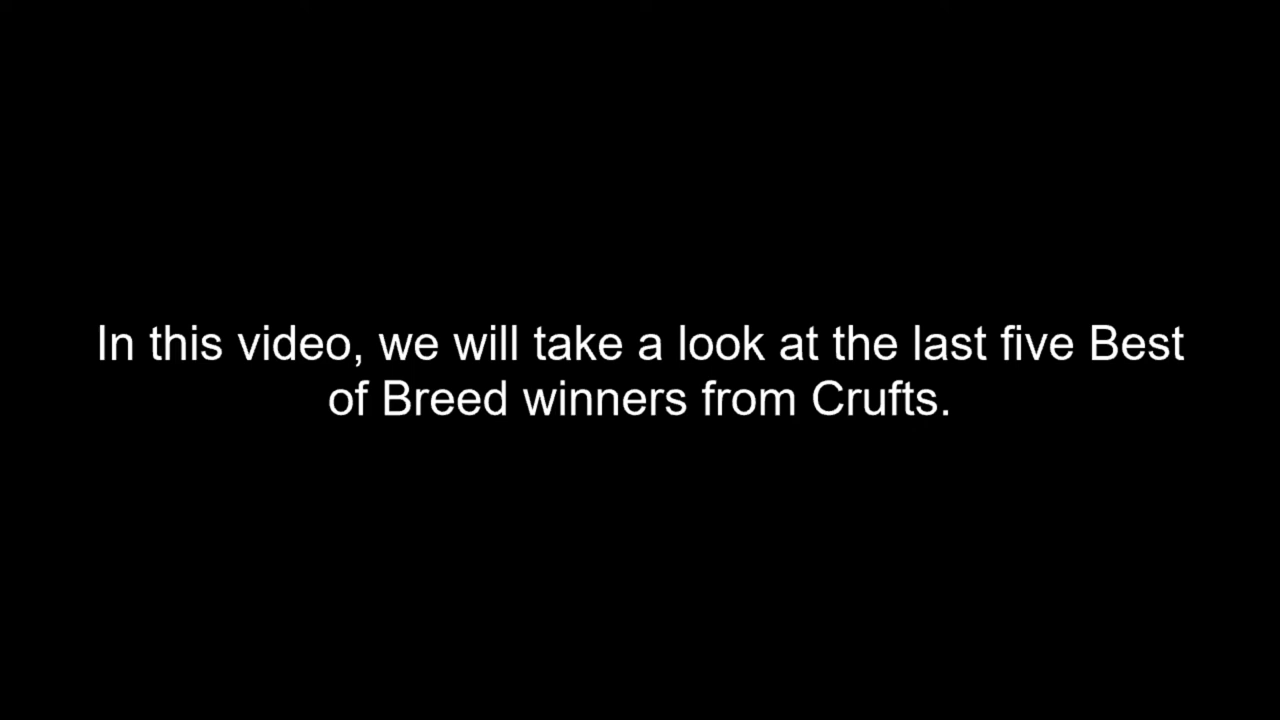 In this video, we will take a look at the last five Best
of Breed winners from Crufts.